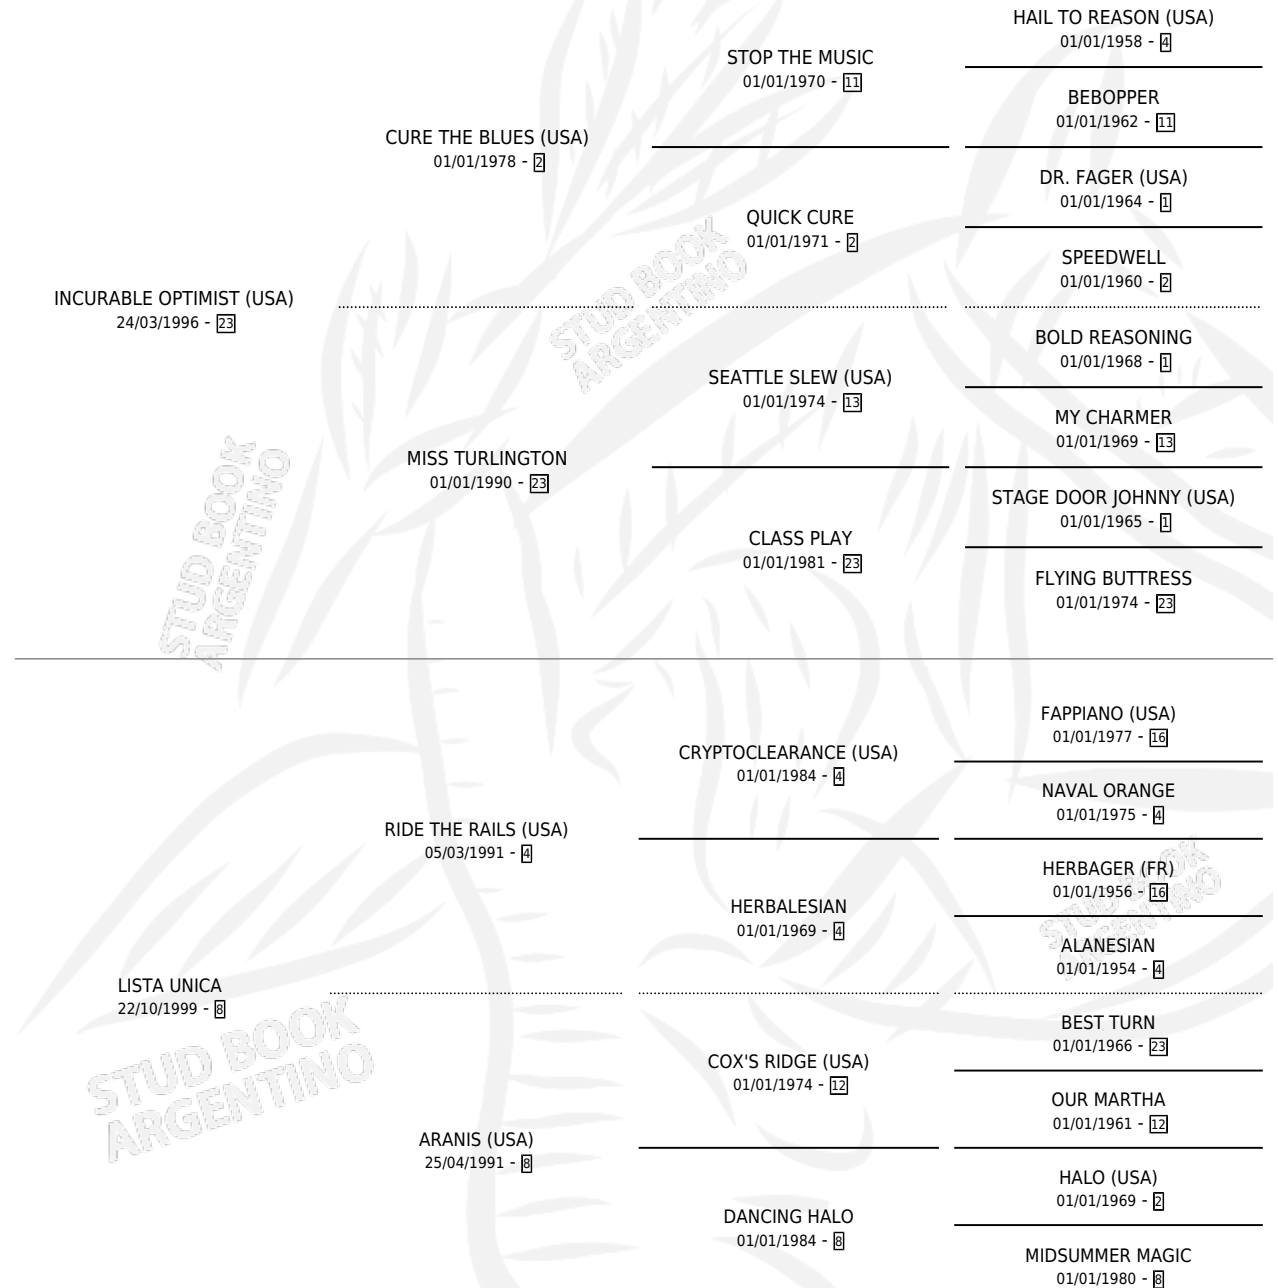 HAIL TO REASON (USA)
01/01/1958 - 4
STOP THE MUSIC
01/01/1970 - 11
BEBOPPER
01/01/1962 - 11
CURE THE BLUES (USA)
01/01/1978 - 2
DR. FAGER (USA)
01/01/1964 - 1
QUICK CURE
01/01/1971 - 2
SPEEDWELL
01/01/1960 - 2
INCURABLE OPTIMIST (USA)
24/03/1996 - 23
BOLD REASONING
01/01/1968 - 1
SEATTLE SLEW (USA)
01/01/1974 - 13
MY CHARMER
01/01/1969 - 13
MISS TURLINGTON
01/01/1990 - 23
STAGE DOOR JOHNNY (USA)
01/01/1965 - 1
CLASS PLAY
01/01/1981 - 23
FLYING BUTTRESS
01/01/1974 - 23
FAPPIANO (USA)
01/01/1977 - 16
CRYPTOCLEARANCE (USA)
01/01/1984 - 4
NAVAL ORANGE
01/01/1975 - 4
RIDE THE RAILS (USA)
05/03/1991 - 4
HERBAGER (FR)
01/01/1956 - 16
HERBALESIAN
01/01/1969 - 4
ALANESIAN
01/01/1954 - 4
LISTA UNICA
22/10/1999 - 8
BEST TURN
01/01/1966 - 23
COX'S RIDGE (USA)
01/01/1974 - 12
OUR MARTHA
01/01/1961 - 12
ARANIS (USA)
25/04/1991 - 8
HALO (USA)
01/01/1969 - 2
DANCING HALO
01/01/1984 - 8
MIDSUMMER MAGIC
01/01/1980 - 8
STUD BOOK
ARGENTINO
STUD BOOK
ARGENTINO
STUD BOOK
ARGENTINO
STUD BOOK
ARGENTINO